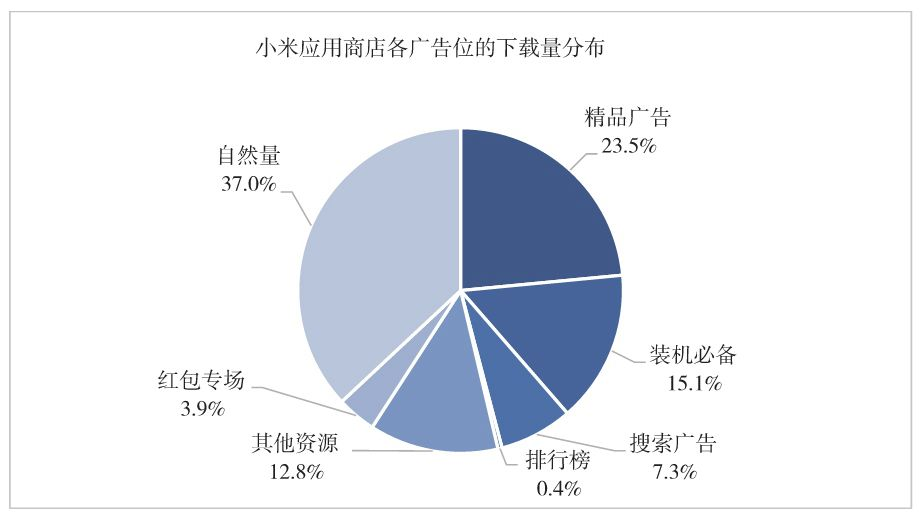 小米应用商店各广告位的下载量分布
精品广告
23.5%
自然量
37.0%
装机必备
15.1%
红包专场
3.9%
其他资源
12.8%
搜索广告
7.3%
排行榜
0.4%